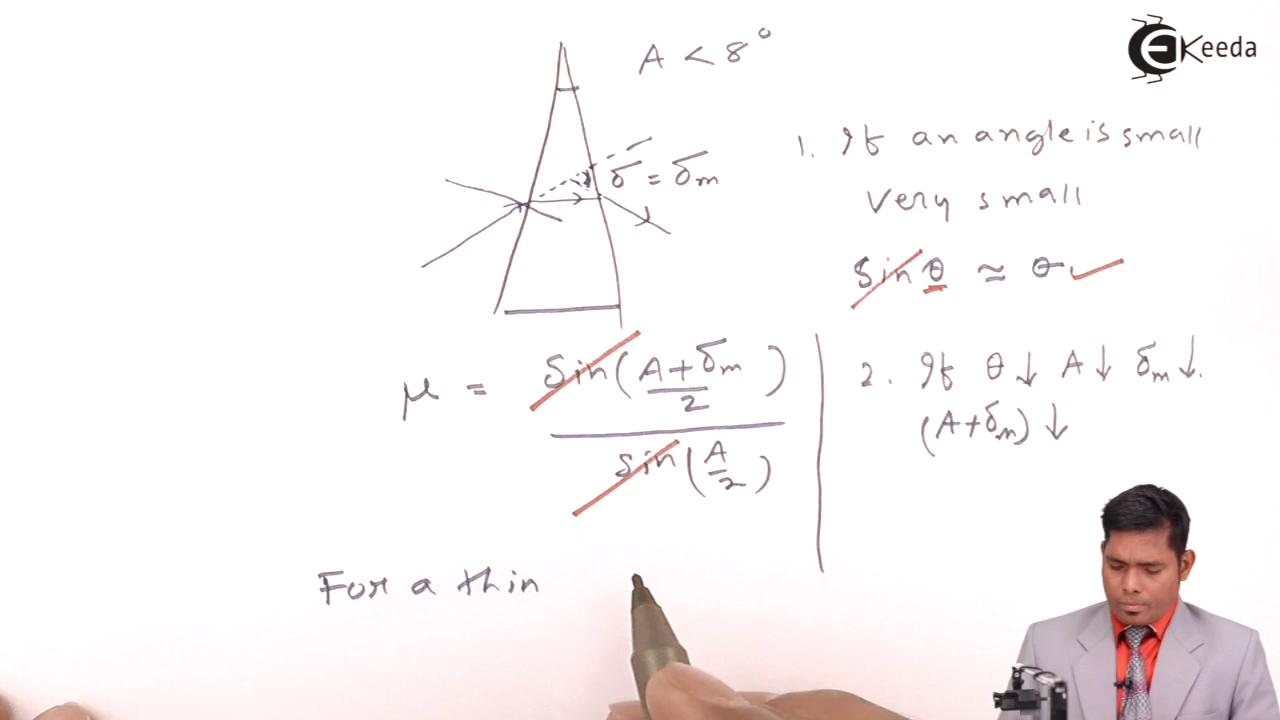 Keeda
A < 8°
δ = δm
1. If an angle is small
very small
Sin θ ≈ θ
μ = Sin(A+δm/2) / Sin(A/2)
2. If θ↓ A↓ δm↓.
(A+δm)↓
For a thin